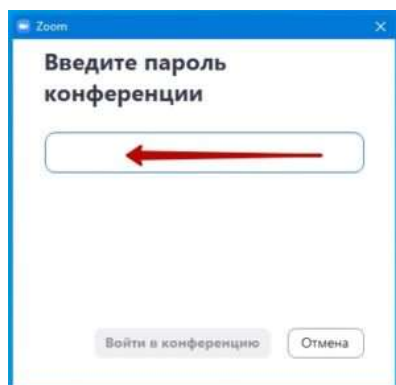 Zoom
Введите пароль
конференции
Войти в конференцию
Отмена